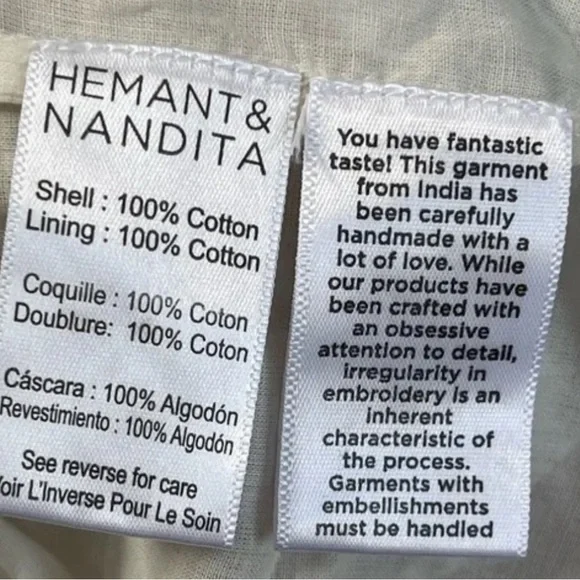 HEMANT &
NANDITA
Shell : 100% Cotton
Lining : 100% Cotton
Coquille : 100% Coton
Doublure: 100% Coton
Cáscara : 100% Algodón
Revestimiento : 100% Algodón
See reverse for care
oir L'Inverse Pour Le Soin
You have fantastic
taste! This garment
from India has
been carefully
handmade with a
lot of love. While
our products have
been crafted with
an obsessive
attention to detail,
irregularity in
embroidery is an
inherent
characteristic of
the process.
Garments with
embellishments
must be handled